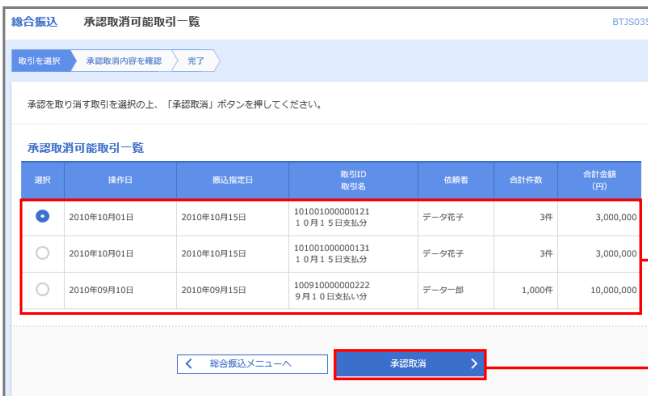 総合振込 承認取消可能取引一覧 BTJS035
取引を選択 承認取消内容を確認 完了
承認を取り消す取引を選択の上、「承認取消」ボタンを押してください。
承認取消可能取引一覧
選択 操作日 振込指定日 取引ID 取引名 依頼者 合計件数 合計金額(円)
2010年10月01日 2010年10月15日 101001000000121 データ花子 3件 3,000,000
10月15日支払分
2010年10月01日 2010年10月15日 101001000000131 データ花子 3件 3,000,000
10月15日支払分
2010年09月10日 2010年09月15日 100910000000222 データ一郎 1,000件 10,000,000
9月10日支払い分
総合振込メニューへ 承認取消